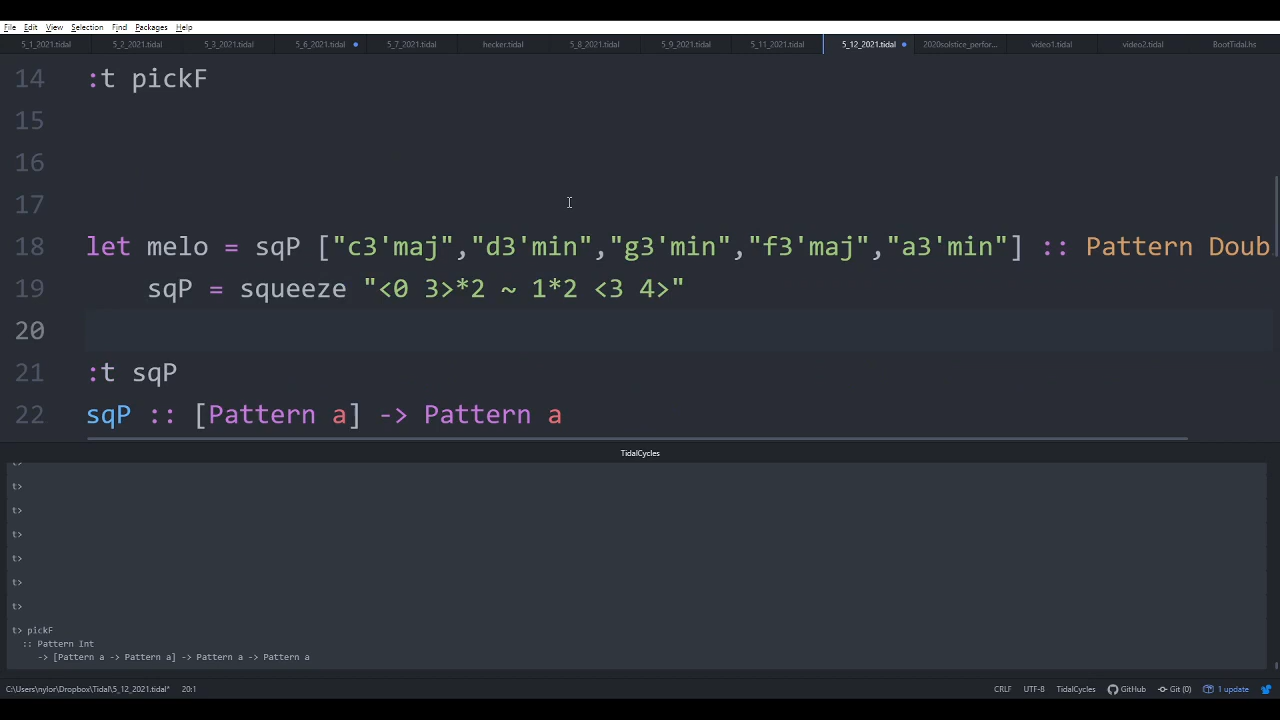 File Edit View Selection Find Packages Help
5_1_2021.tidal 5_2_2021.tidal 5_3_2021.tidal 5_6_2021.tidal 5_7_2021.tidal hecker.tidal 5_8_2021.tidal 5_9_2021.tidal 5_11_2021.tidal 5_12_2021.tidal 2020solstice_perfor... video1.tidal video2.tidal BootTidal.hs
14 :t pickF
15
16
17
18 let melo = sqP ["c3'maj","d3'min","g3'min","f3'maj","a3'min"] :: Pattern Doub
19 sqP = squeeze "<0 3>*2 ~ 1*2 <3 4>"
20
21 :t sqP
22 sqP :: [Pattern a] -> Pattern a
TidalCycles
t>
t>
t>
t>
t>
t>
t>
t> pickF
:: Pattern Int
-> [Pattern a -> Pattern a] -> Pattern a -> Pattern a
C:\Users\nylor\Dropbox\Tidal\5_12_2021.tidal* 20:1 CRLF UTF-8 TidalCycles GitHub Git (0) 1 update